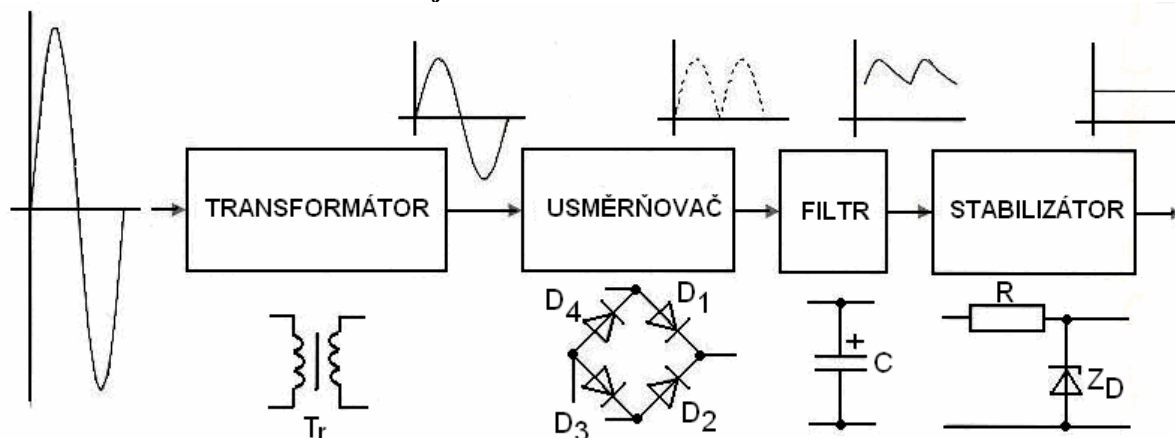 TRANSFORMÁTOR
USMĚRŇOVAČ
FILTR
STABILIZÁTOR
Tr
D4
D1
D3
D2
+
C
R
ZD